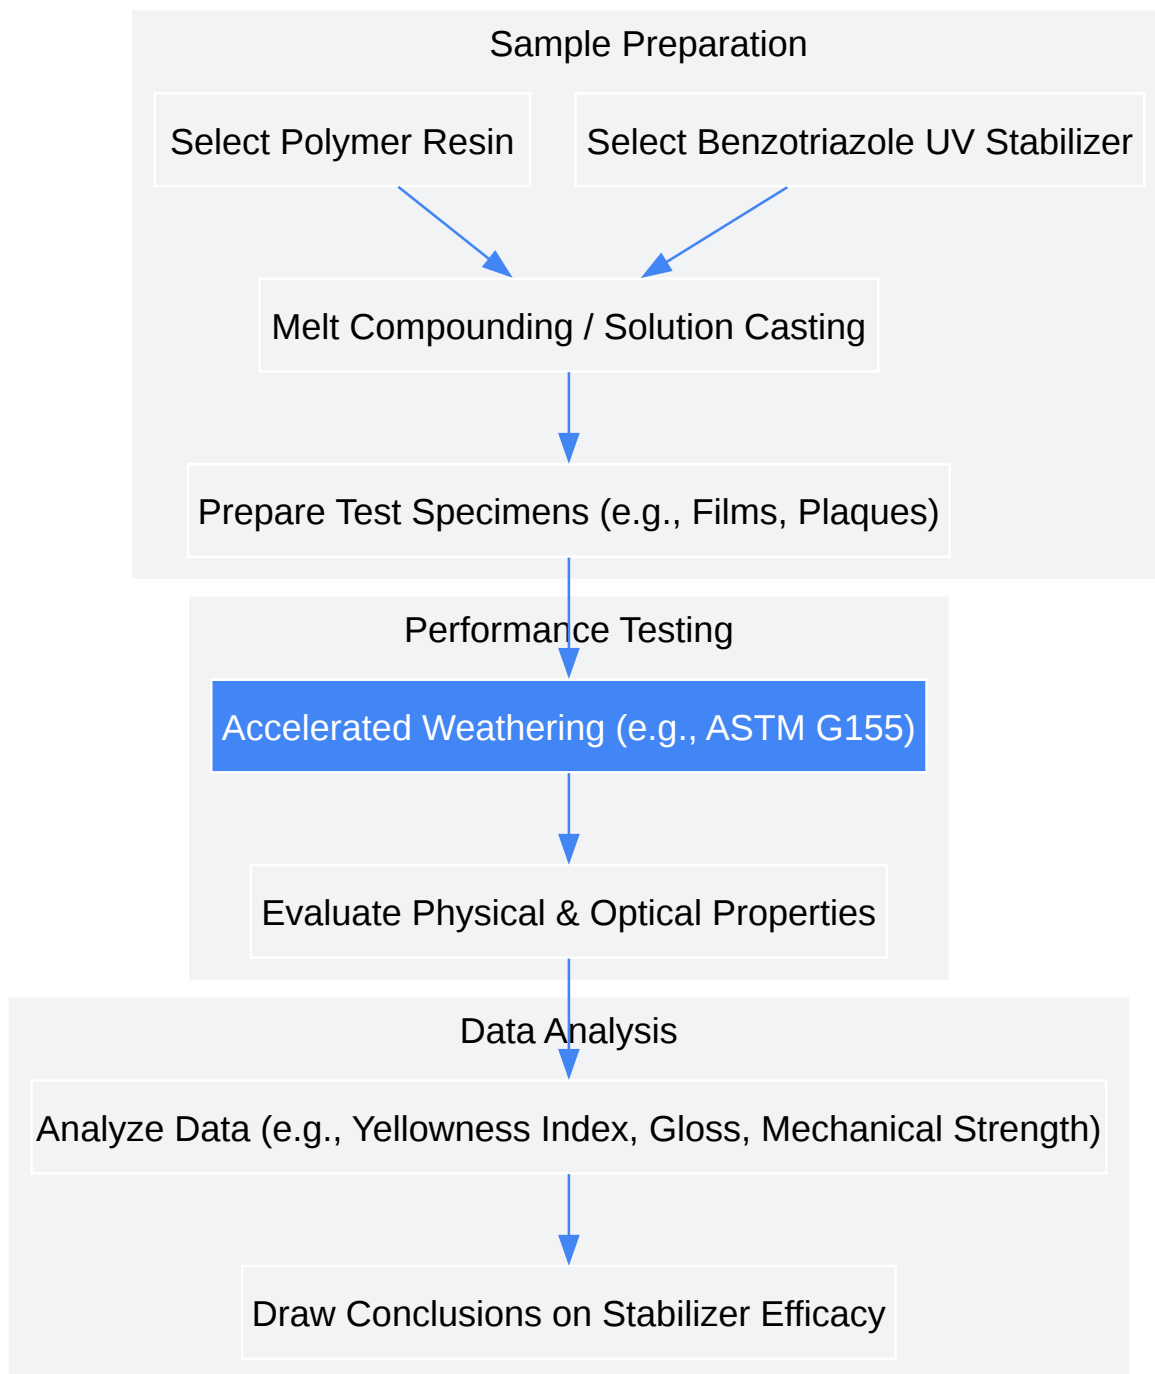 Sample Preparation
Select Polymer Resin
Select Benzotriazole UV Stabilizer
Melt Compounding / Solution Casting
Prepare Test Specimens (e.g., Films, Plaques)
Performance Testing
Accelerated Weathering (e.g., ASTM G155)
Evaluate Physical & Optical Properties
Data Analysis
Analyze Data (e.g., Yellowness Index, Gloss, Mechanical Strength)
Draw Conclusions on Stabilizer Efficacy